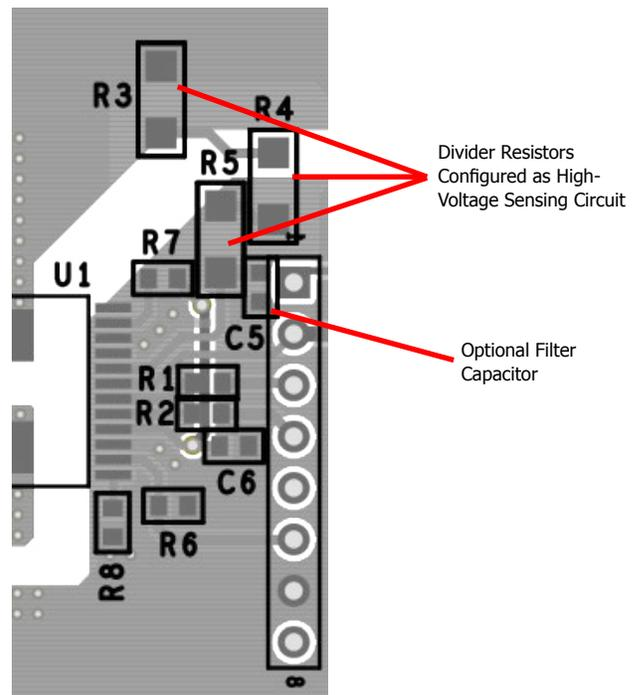 R3
R4
R5
Divider Resistors
Configured as High-
Voltage Sensing Circuit
R7
U1
1
C5
Optional Filter
Capacitor
R1
R2
C6
R6
R8
8